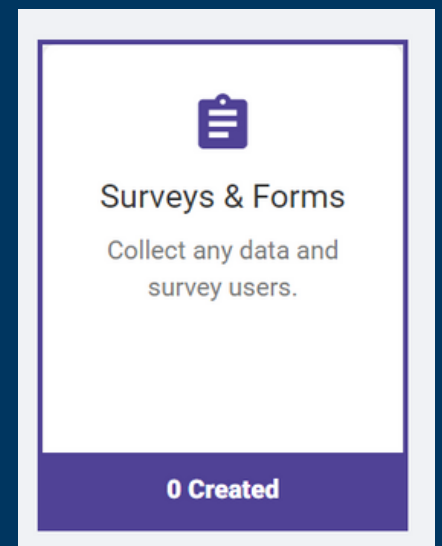 Surveys & Forms
Collect any data and
survey users.
0 Created